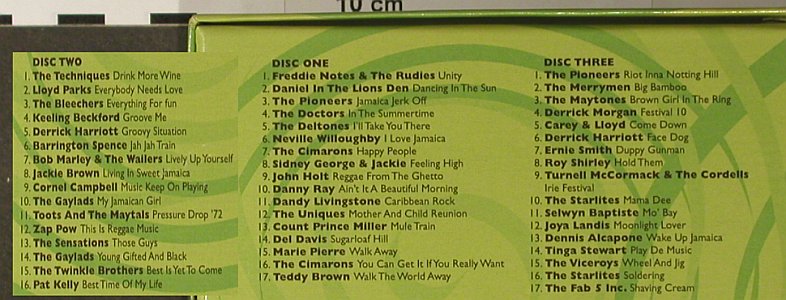 10 cm
DISC TWO
1. The Techniques Drink More Wine
2. Lloyd Parks Everybody Needs Love
3. The Bleechers Everything For fun
4. Keeling Beckford Groove Me
5. Derrick Harriott Groovy Situation
6. Barrington Spence Jah Jah Train
7. Bob Marley & The Wailers Lively Up Yourself
8. Jackie Brown Living In Sweet Jamaica
9. Cornel Campbell Music Keep On Playing
10. The Gaylads My Jamaican Girl
11. Toots And The Maytals Pressure Drop '72
12. Zap Pow This Is Reggae Music
13. The Sensations Those Guys
14. The Gaylads Young Gifted And Black
15. The Twinkle Brothers Best Is Yet To Come
16. Pat Kelly Best Time Of My Life
DISC ONE
1. Freddie Notes & The Rudies Unity
2. Daniel In The Lions Den Dancing In The Sun
3. The Pioneers Jamaica Jerk Off
4. The Doctors In The Summertime
5. The Deltones I'll Take You There
6. Neville Willoughby I Love Jamaica
7. The Cimarons Happy People
8. Sidney George & Jackie Feeling High
9. John Holt Reggae From The Ghetto
10. Danny Ray Ain't It A Beautiful Morning
11. Dandy Livingstone Caribbean Rock
12. The Uniques Mother And Child Reunion
13. Count Prince Miller Mule Train
14. Del Davis Sugarloaf Hill
15. Marie Pierre Walk Away
16. The Cimarons You Can Get It If You Really Want
17. Teddy Brown Walk The World Away
DISC THREE
1. The Pioneers Riot Inna Notting Hill
2. The Merrymen Big Bamboo
3. The Maytones Brown Girl In The Ring
4. Derrick Morgan Festival 10
5. Carey & Lloyd Come Down
6. Derrick Harriott Face Dog
7. Ernie Smith Duppy Gunman
8. Roy Shirley Hold Them
9. Turnell McCormack & The Cordells
Irie Festival
10. The Starlites Mama Dee
11. Selwyn Baptiste Mo' Bay
12. Joya Landis Moonlight Lover
13. Dennis Alcapone Wake Up Jamaica
14. Tinga Stewart Play De Music
15. The Viceroys Wheel And Jig
16. The Starlites Soldering
17. The Fab 5 Inc. Shaving Cream